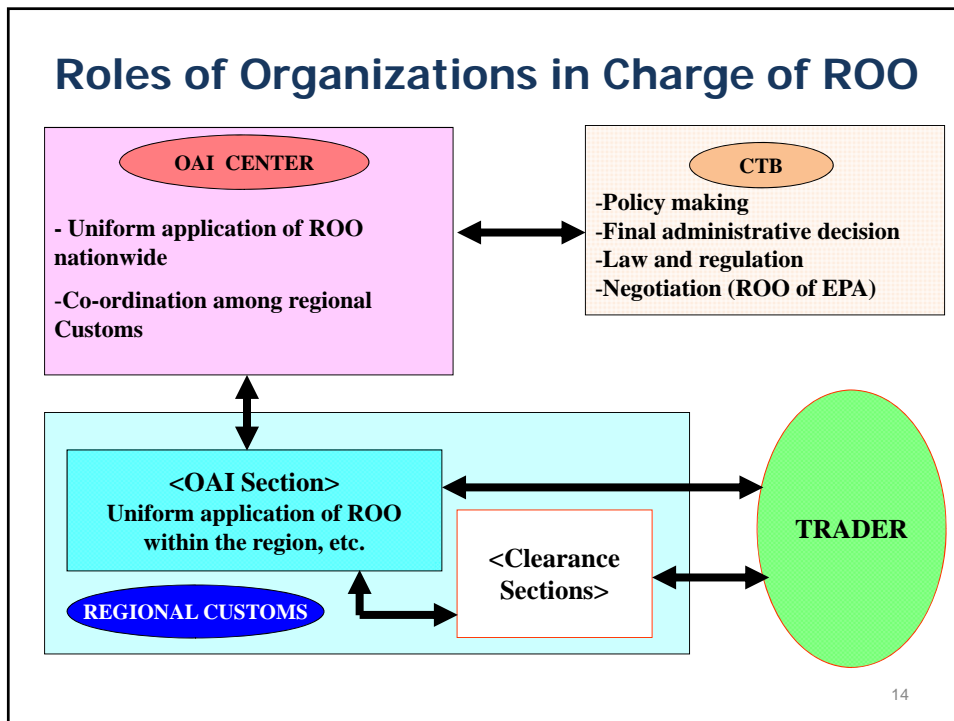 Roles of Organizations in Charge of ROO
OAI CENTER
- Uniform application of ROO
nationwide
-Co-ordination among regional
Customs
CTB
-Policy making
-Final administrative decision
-Law and regulation
-Negotiation (ROO of EPA)
<OAI Section>
Uniform application of ROO
within the region, etc.
<Clearance
Sections>
REGIONAL CUSTOMS
TRADER
14